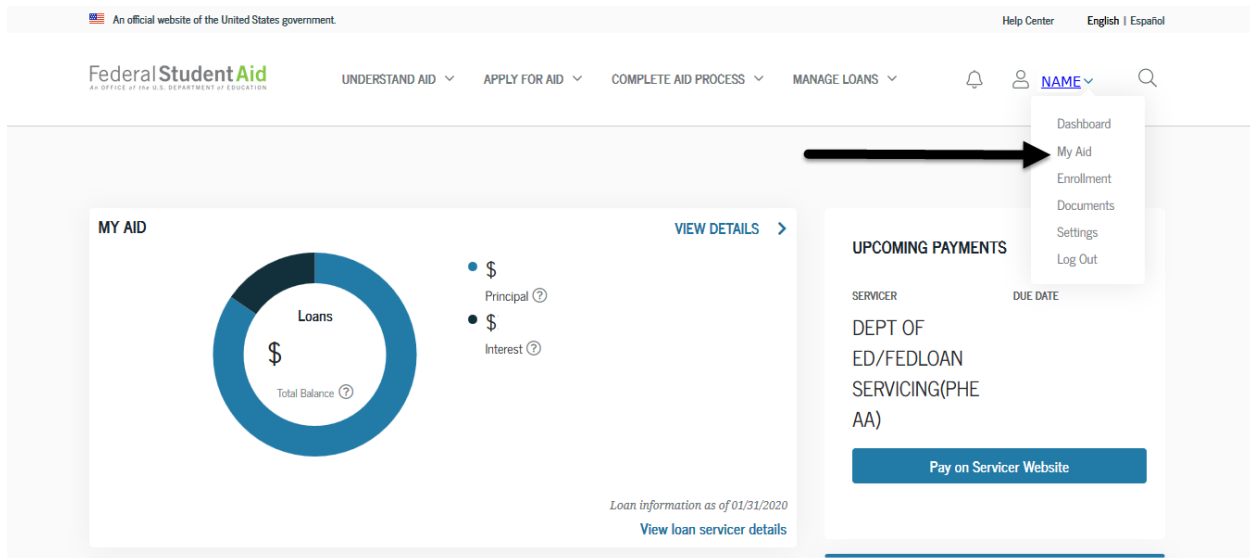 An official website of the United States government.
Help Center English | Español
Federal Student Aid
An OFFICE of the U.S. DEPARTMENT of EDUCATION
UNDERSTAND AID APPLY FOR AID COMPLETE AID PROCESS MANAGE LOANS NAME
Dashboard
My Aid
Enrollment
Documents
Settings
Log Out
MY AID
VIEW DETAILS
Loans
$
Total Balance ?
$
Principal ?
$
Interest ?
Loan information as of 01/31/2020
View loan servicer details
UPCOMING PAYMENTS
SERVICER DUE DATE
DEPT OF
ED/FEDLOAN
SERVICING(PHE
AA)
Pay on Servicer Website